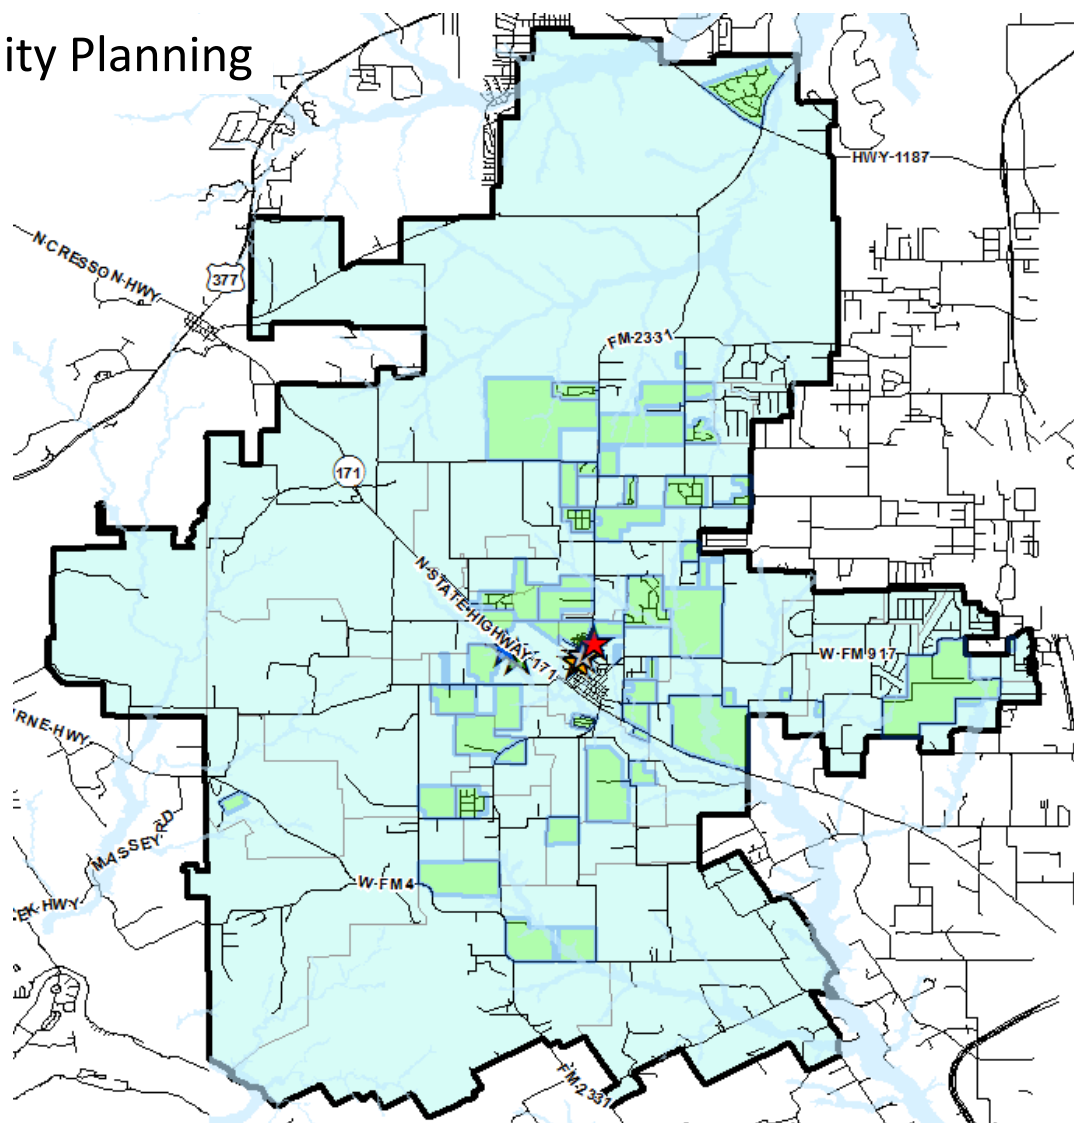 ity Planning
HWY-1187
N-CRESSON-HWY
377
FM-2331
171
N-STATE-HIGHWAY-171
W-FM 917
RNE-HWY
MASSEY-RD
W-FM 4
EK-HWY
FM-2331